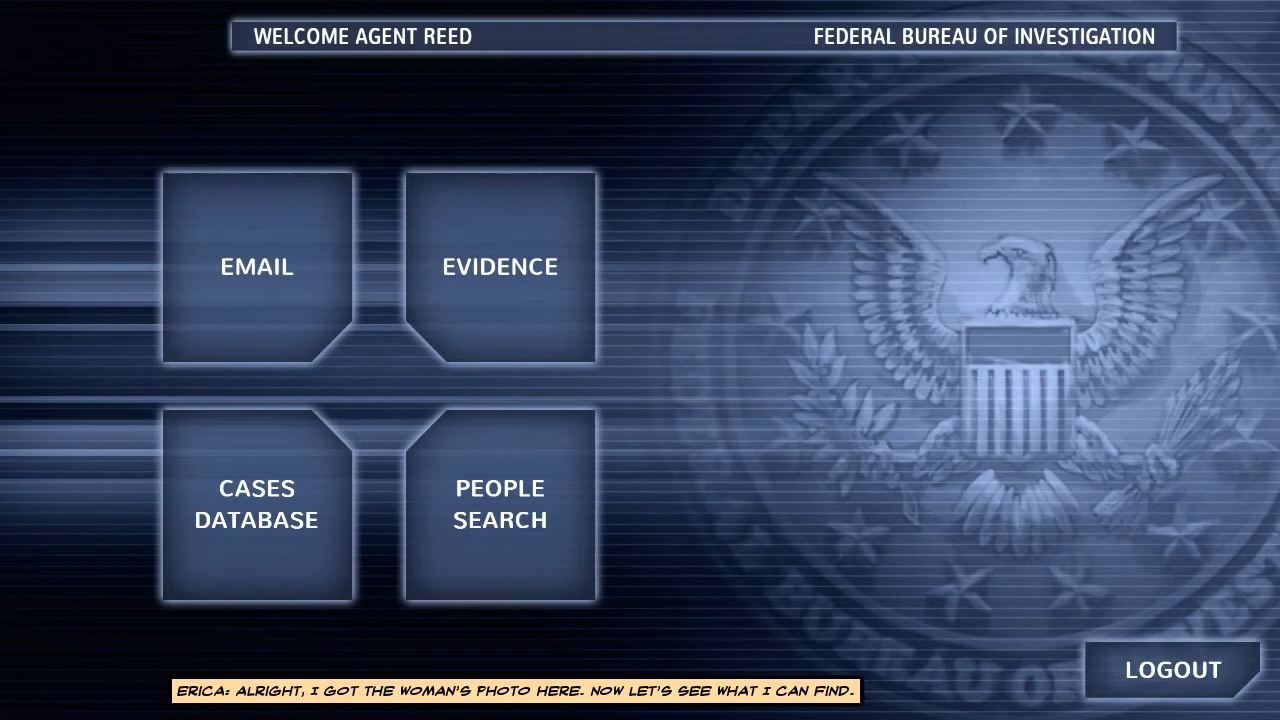 WELCOME AGENT REED
FEDERAL BUREAU OF INVESTIGATION
EMAIL
EVIDENCE
CASES
DATABASE
PEOPLE
SEARCH
LOGOUT
ERICA: ALRIGHT, I GOT THE WOMAN'S PHOTO HERE. NOW LET'S SEE WHAT I CAN FIND.